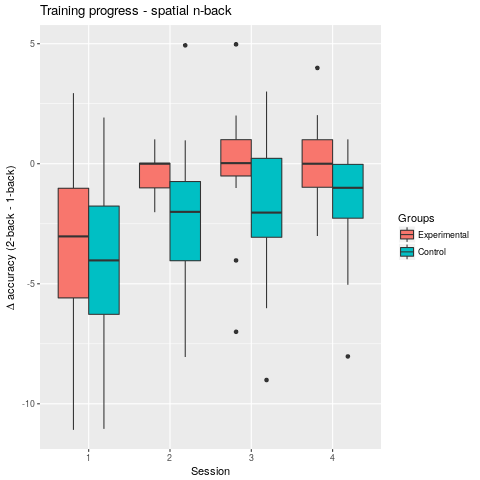 Training progress - spatial n-back
5
0
-5
-10
Δ accuracy (2-back - 1-back)
1
2
3
4
Session
Groups
Experimental
Control